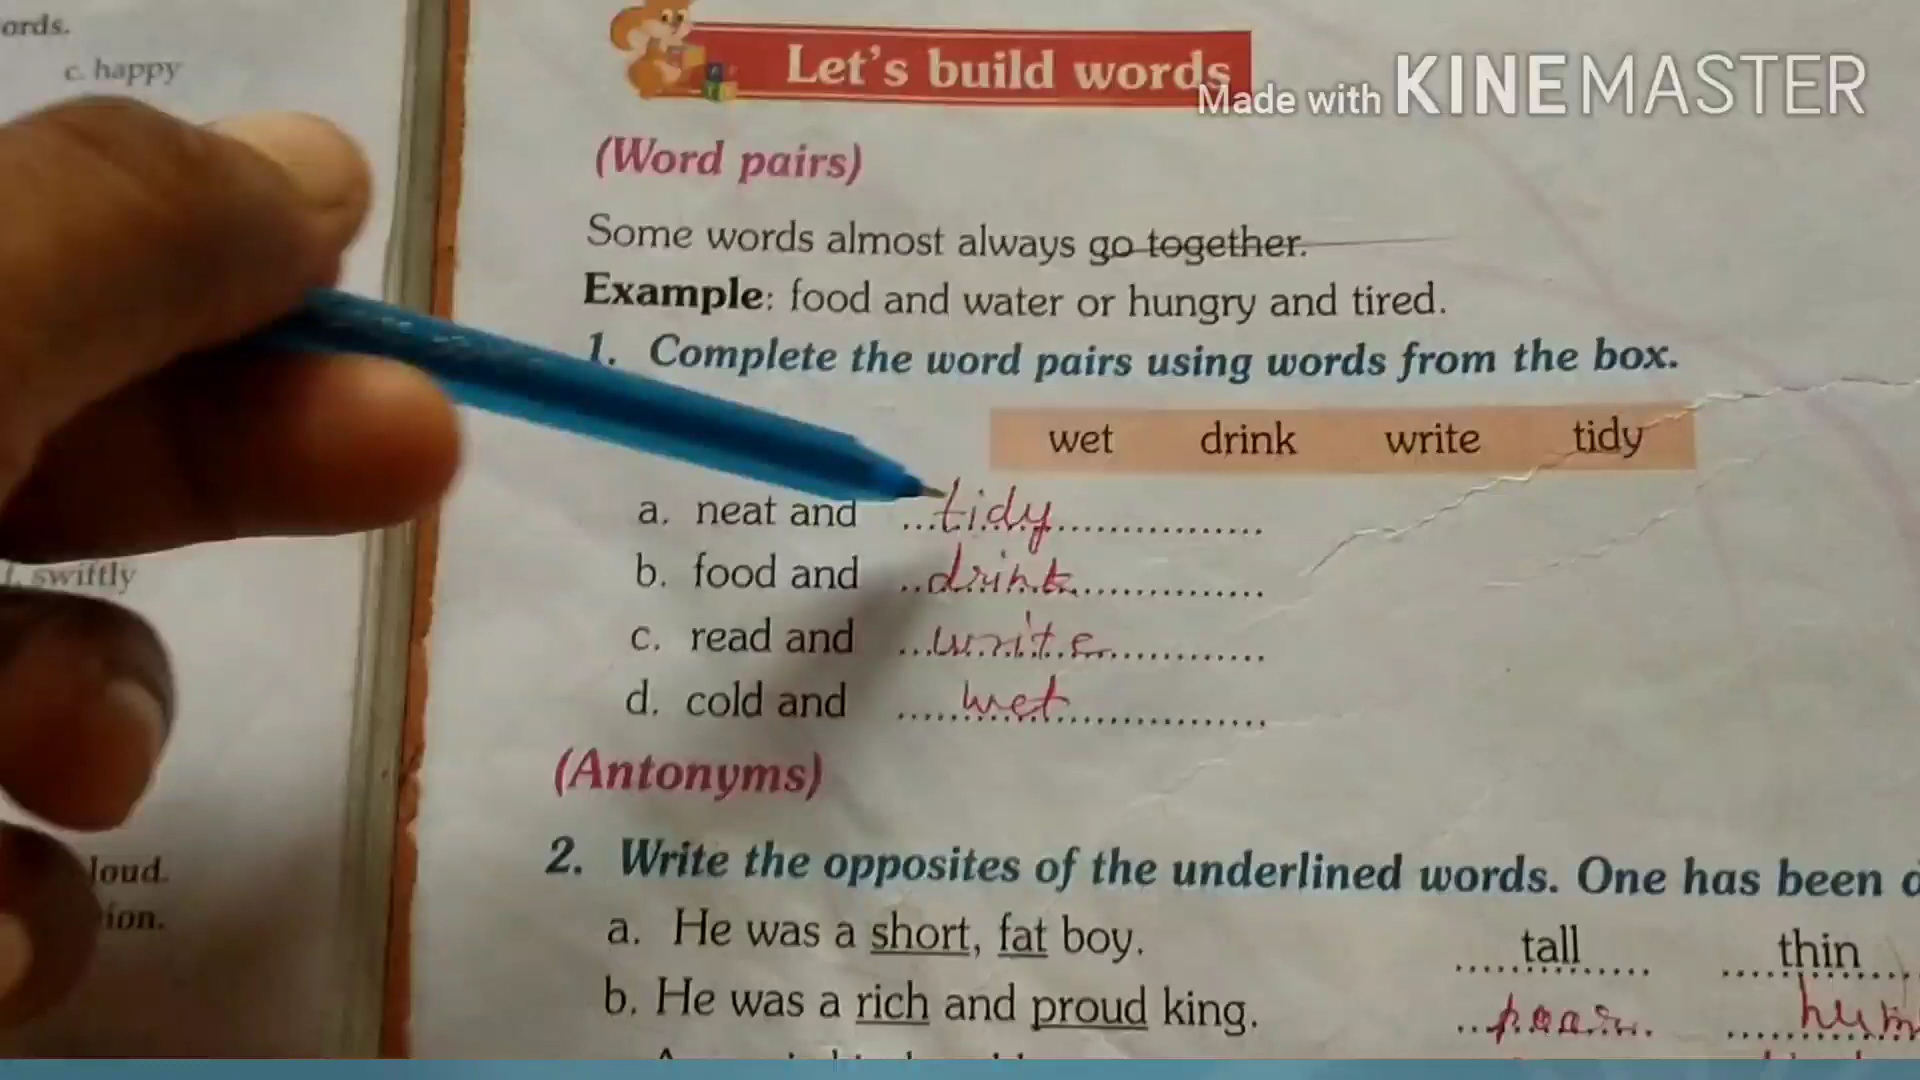 ords.
c. happy
f. swiftly
loud.
ion.
Let's build words
Made with KINEMASTER
(Word pairs)
Some words almost always go together.
Example: food and water or hungry and tired.
1. Complete the word pairs using words from the box.
wet drink write tidy
a. neat and ...tidy...............
b. food and ..drink...............
c. read and ...write..............
d. cold and .....wet..............
(Antonyms)
2. Write the opposites of the underlined words. One has been
a. He was a short, fat boy. .....tall..... .....thin.....
b. He was a rich and proud king. ..poor.. .....hum